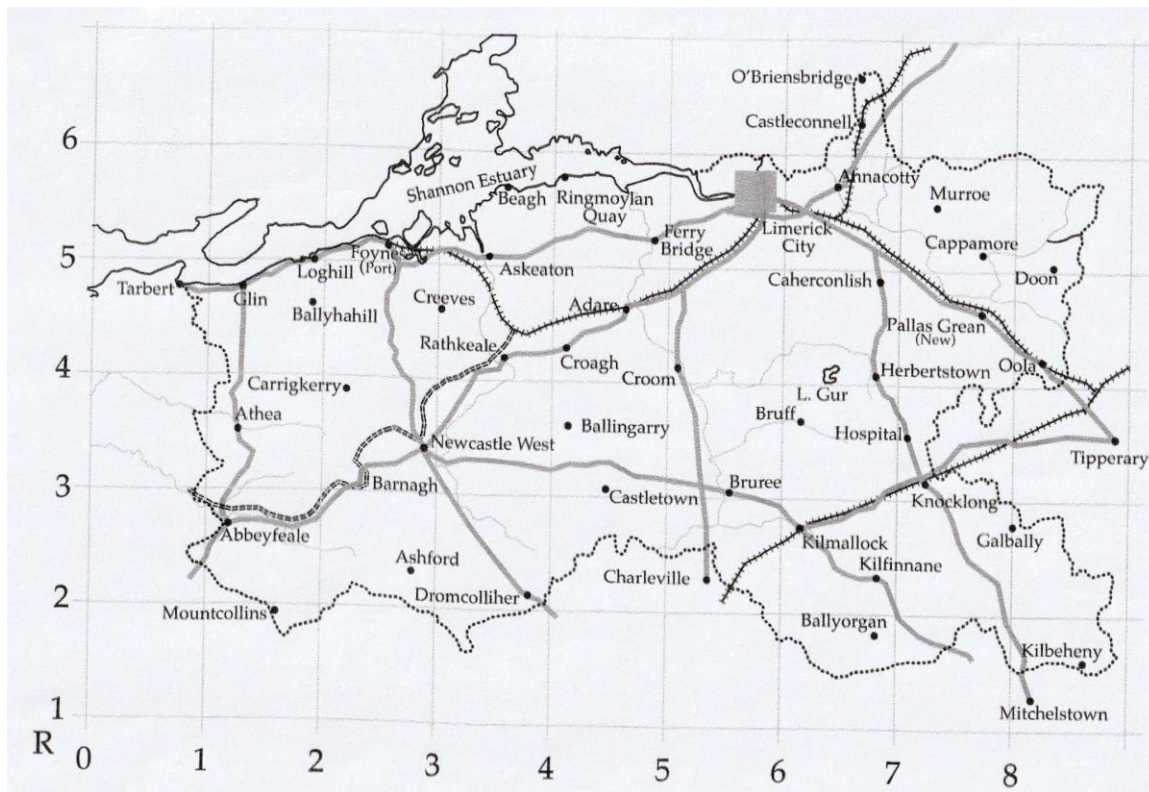 O'Briensbridge
Castleconnell
6
Annacotty
Shannon Estuary
Murroe
Beagh
Ringmoylan
Quay
Ferry
Bridge
Limerick
City
Cappamore
5
Foynes
(Port)
Loghill
Askeaton
Doon
Tarbert
Glin
Creeves
Adare
Caherconlish
Ballyhahill
Pallas Grean
(New)
Rathkeale
Croagh
4
Carrigkerry
Croom
L. Gur
Herbertstown
Oola
Athea
Bruff
Ballingarry
Hospital
Newcastle West
Tipperary
3
Barnagh
Castletown
Bruree
Knocklong
Abbeyfeale
Kilmallock
Galbally
Ashford
Kilfinnane
Charleville
2
Mountcollins
Dromcolliher
Ballyorgan
Kilbeheny
1
Mitchelstown
R
0 1 2 3 4 5 6 7 8